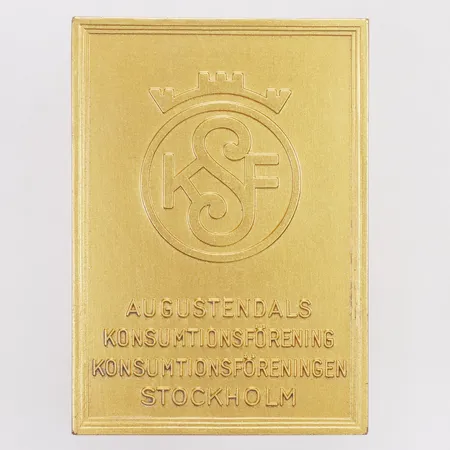 KSF
AUGUSTENDALS
KONSUMTIONSFÖRENING
KONSUMTIONSFÖRENINGEN
STOCKHOLM